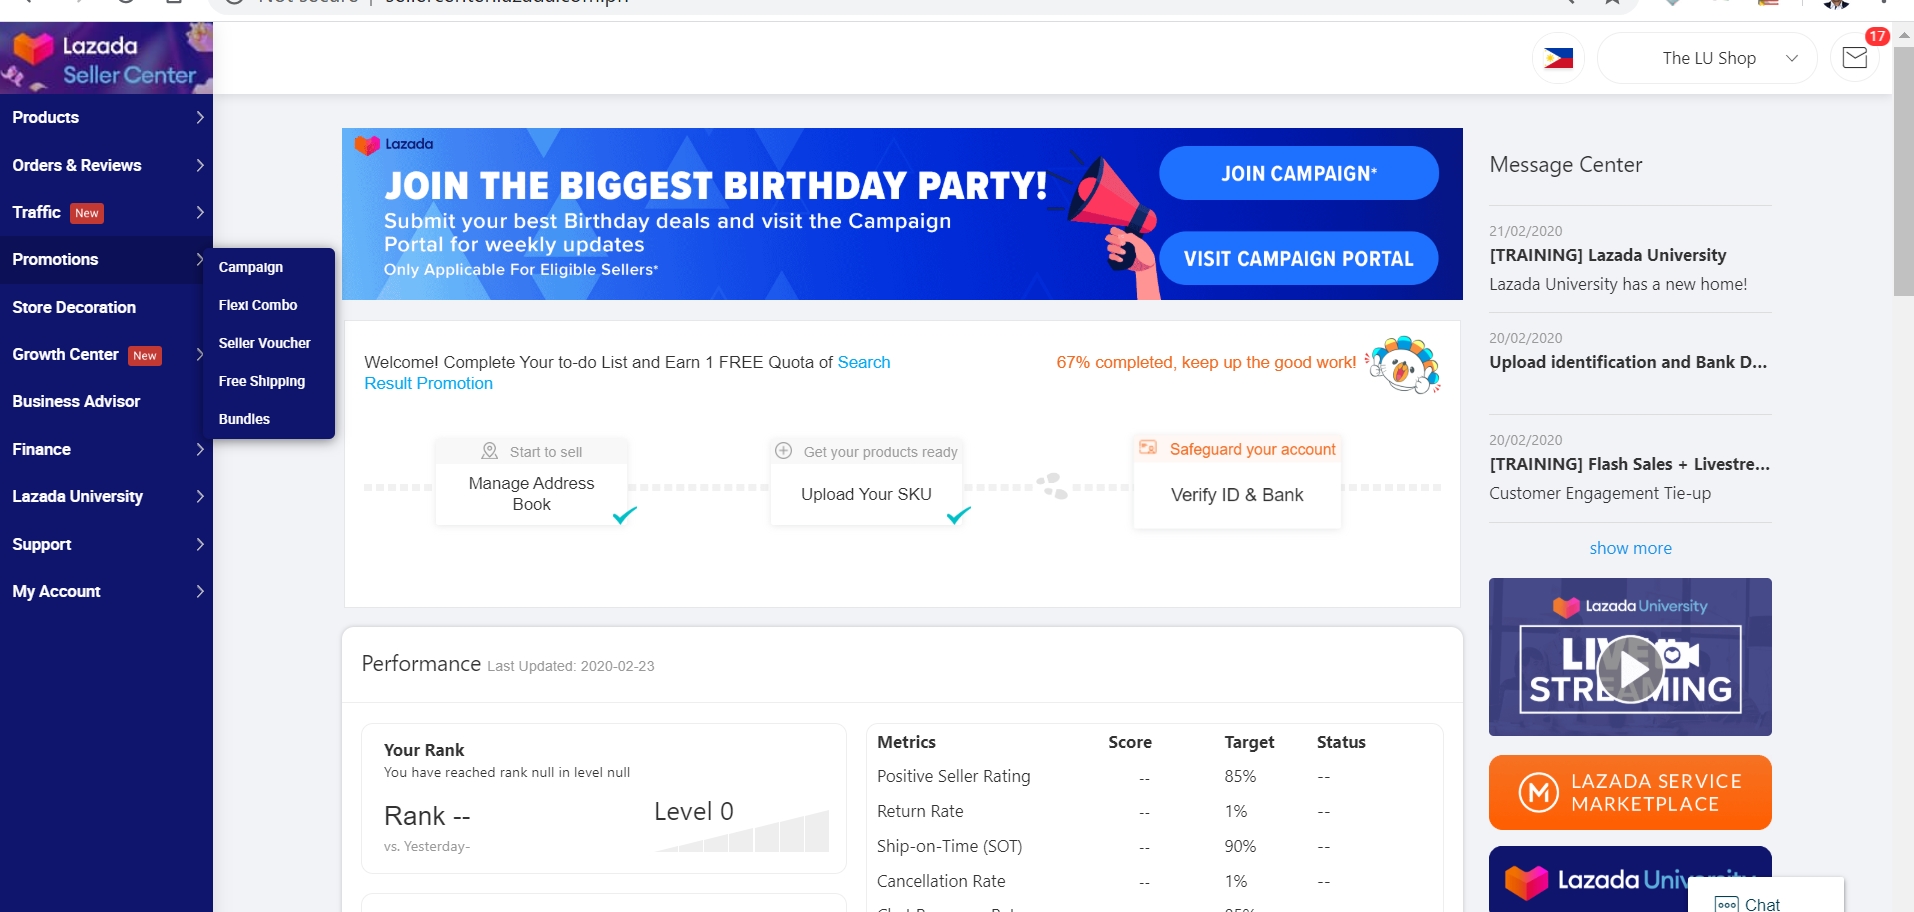 Lazada
Seller Center
17
The LU Shop
Products
Orders & Reviews
Traffic New
Promotions
Store Decoration
Growth Center New
Business Advisor
Finance
Lazada University
Support
My Account
Campaign
Flexi Combo
Seller Voucher
Free Shipping
Bundles
Lazada
JOIN THE BIGGEST BIRTHDAY PARTY!
Submit your best Birthday deals and visit the Campaign
Portal for weekly updates
Only Applicable For Eligible Sellers*
JOIN CAMPAIGN*
VISIT CAMPAIGN PORTAL
Welcome! Complete Your to-do List and Earn 1 FREE Quota of Search
Result Promotion
67% completed, keep up the good work!
Start to sell
Manage Address
Book
Get your products ready
Upload Your SKU
Safeguard your account
Verify ID & Bank
Performance Last Updated: 2020-02-23
Your Rank
You have reached rank null in level null
Rank --
Level 0
vs. Yesterday-
Metrics Score Target Status
Positive Seller Rating -- 85% --
Return Rate -- 1% --
Ship-on-Time (SOT) -- 90% --
Cancellation Rate -- 1% --
Message Center
21/02/2020
[TRAINING] Lazada University
Lazada University has a new home!
20/02/2020
Upload identification and Bank D...
20/02/2020
[TRAINING] Flash Sales + Livestre...
Customer Engagement Tie-up
show more
Lazada University
LIVE
STREAMING
LAZADA SERVICE
MARKETPLACE
Lazada University
Chat